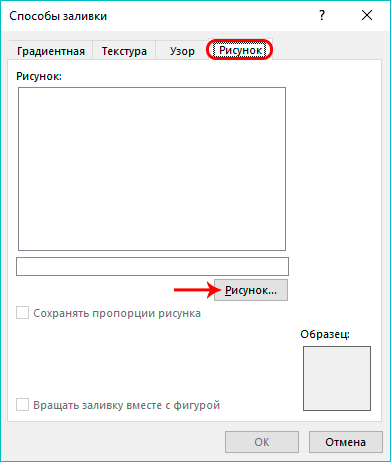 Способы заливки
? ×
Градиентная Текстура Узор Рисунок
Рисунок:
Рисунок...
Сохранять пропорции рисунка
Образец:
Вращать заливку вместе с фигурой
ОК Отмена